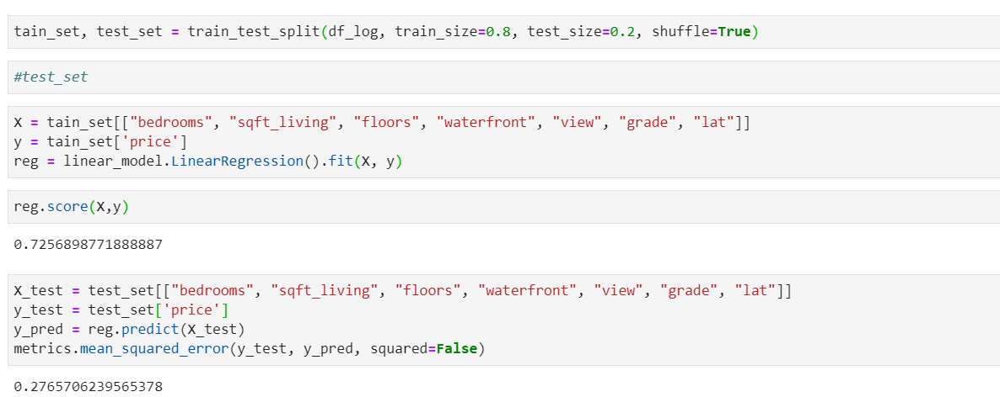 tain_set, test_set = train_test_split(df_log, train_size=0.8, test_size=0.2, shuffle=True)
#test_set
X = tain_set[["bedrooms", "sqft_living", "floors", "waterfront", "view", "grade", "lat"]]
y = tain_set['price']
reg = linear_model.LinearRegression().fit(X, y)
reg.score(X,y)
0.7256898771888887
X_test = test_set[["bedrooms", "sqft_living", "floors", "waterfront", "view", "grade", "lat"]]
y_test = test_set['price']
y_pred = reg.predict(X_test)
metrics.mean_squared_error(y_test, y_pred, squared=False)
0.2765706239565378